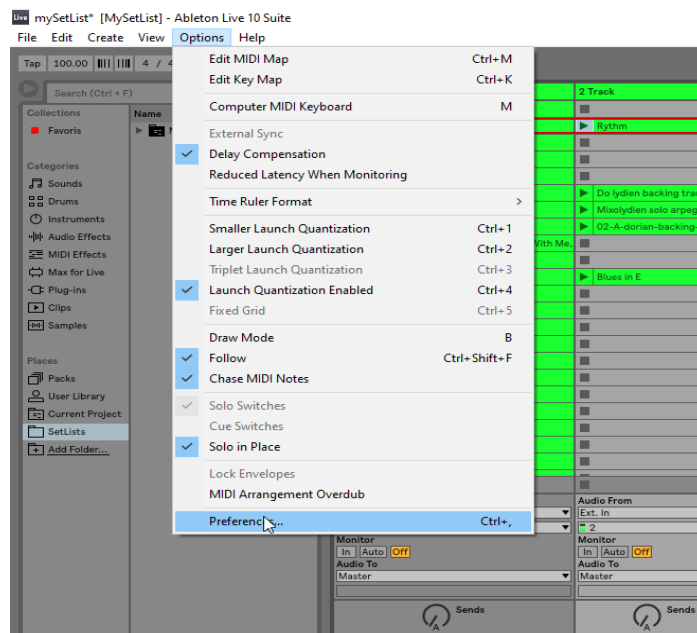 Live mySetList* [MySetList] - Ableton Live 10 Suite
File Edit Create View Options Help
Tap 100.00 4 / 4
Search (Ctrl + F)
Collections
Favoris
Categories
Sounds
Drums
Instruments
Audio Effects
MIDI Effects
Max for Live
Plug-ins
Clips
Samples
Places
Packs
User Library
Current Project
SetLists
Add Folder...
Name
Edit MIDI Map Ctrl+M
Edit Key Map Ctrl+K
Computer MIDI Keyboard M
External Sync
Delay Compensation
Reduced Latency When Monitoring
Time Ruler Format
Smaller Launch Quantization Ctrl+1
Larger Launch Quantization Ctrl+2
Triplet Launch Quantization Ctrl+3
Launch Quantization Enabled Ctrl+4
Fixed Grid Ctrl+5
Draw Mode B
Follow Ctrl+Shift+F
Chase MIDI Notes
Solo Switches
Cue Switches
Solo in Place
Lock Envelopes
MIDI Arrangement Overdub
Preferences... Ctrl+,
With Me,
Monitor
In Auto Off
Audio To
Master
Sends
A
2 Track
Rythm
Do lydien backing tra
Mixolydien solo arpeg
02-A-dorian-backing-
Blues in E
Audio From
Ext. In
2
Monitor
In Auto Off
Audio To
Master
Sends
A